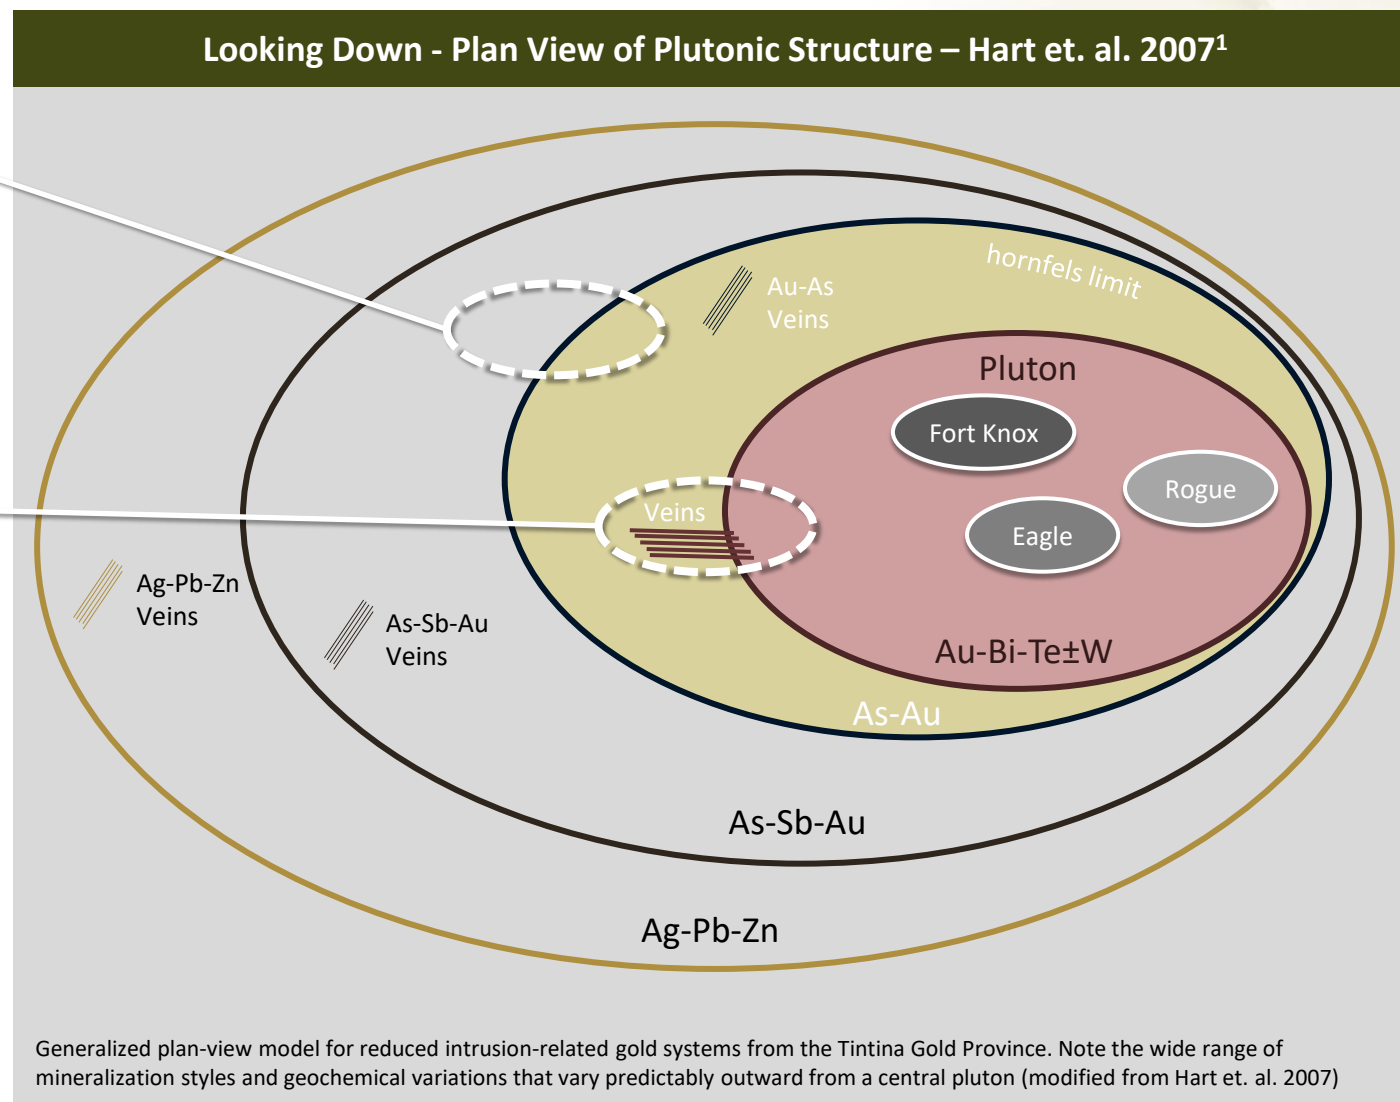 Looking Down - Plan View of Plutonic Structure – Hart et. al. 2007¹
hornfels limit
Au-As
Veins
Pluton
Fort Knox
Rogue
Veins
Eagle
Ag-Pb-Zn
Veins
As-Sb-Au
Veins
Au-Bi-Te±W
As-Au
As-Sb-Au
Ag-Pb-Zn
Generalized plan-view model for reduced intrusion-related gold systems from the Tintina Gold Province. Note the wide range of
mineralization styles and geochemical variations that vary predictably outward from a central pluton (modified from Hart et. al. 2007)